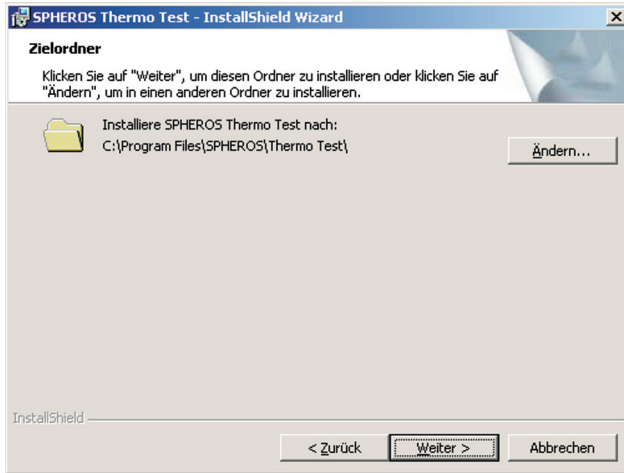 SPHEROS Thermo Test - InstallShield Wizard
Zielordner
Klicken Sie auf "Weiter", um diesen Ordner zu installieren oder klicken Sie auf
"Ändern", um in einen anderen Ordner zu installieren.
Installiere SPHEROS Thermo Test nach:
C:\Program Files\SPHEROS\Thermo Test\
Ändern...
InstallShield
< Zurück
Weiter >
Abbrechen